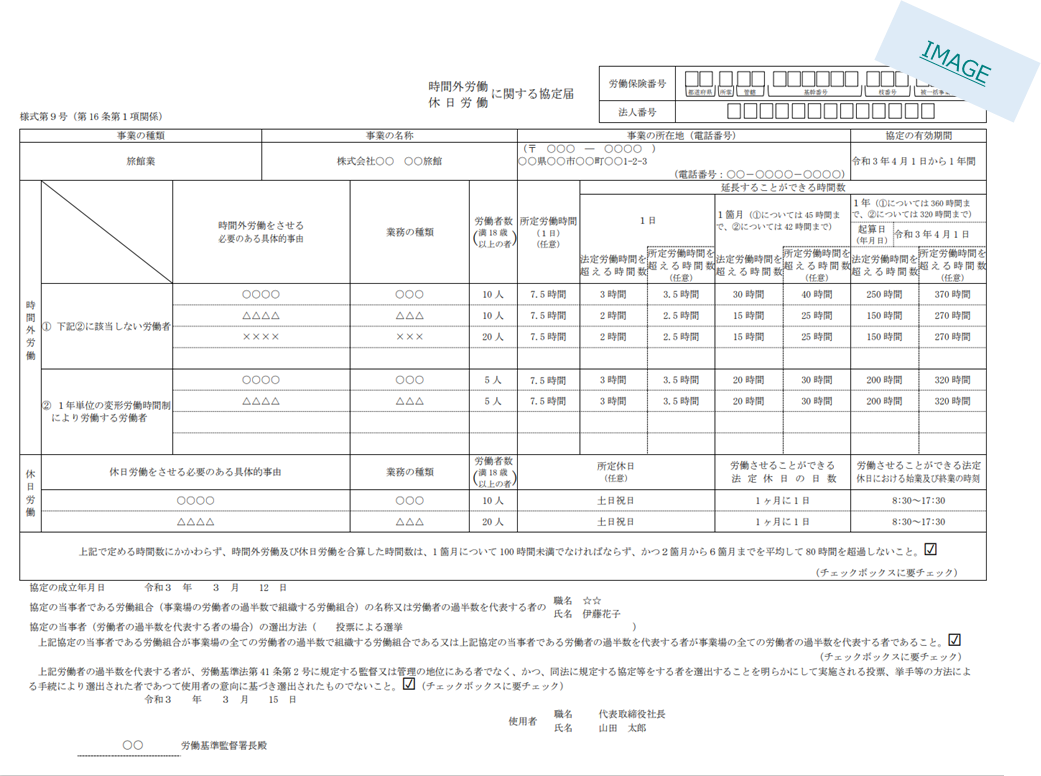 IMAGE
時間外労働
休日労働 に関する協定届
労働保険番号
都道府県 所掌 管轄 基幹番号 枝番号
法人番号
様式第９号（第16条第１項関係）
事業の種類 事業の名称 事業の所在地（電話番号） 協定の有効期間
旅館業 株式会社〇〇　〇〇旅館
（〒　〇〇〇　―　〇〇〇〇　）
〇〇県〇〇市〇〇町〇〇1-2-3
（電話番号：〇〇－〇〇〇〇－〇〇〇〇）
令和３年４月１日から１年間
時間外労働
時間外労働をさせる
必要のある具体的事由
業務の種類
労働者数
（満18歳
以上の者）
所定労働時間
（１日）
（任意）
延長することができる時間数
１日
１箇月（①については45時間まで、②については42時間まで）
１年（①については360時間まで、②については320時間まで）
起算日
（年月日）
令和３年４月１日
法定労働時間を超える時間数 所定労働時間を超える時間数（任意） 法定労働時間を超える時間数 所定労働時間を超える時間数（任意） 法定労働時間を超える時間数 所定労働時間を超える時間数（任意）
① 下記②に該当しない労働者
〇〇〇〇 〇〇〇 10人 7.5時間 3時間 3.5時間 30時間 40時間 250時間 370時間
△△△△ △△△ 10人 7.5時間 2時間 2.5時間 15時間 25時間 150時間 270時間
×××× ××× 20人 7.5時間 2時間 2.5時間 15時間 25時間 150時間 270時間
② １年単位の変形労働時間制
により労働する労働者
〇〇〇〇 〇〇〇 5人 7.5時間 3時間 3.5時間 20時間 30時間 200時間 320時間
△△△△ △△△ 5人 7.5時間 3時間 3.5時間 20時間 30時間 200時間 320時間
休日労働
休日労働をさせる必要のある具体的事由
業務の種類
労働者数
（満18歳
以上の者）
所定休日
（任意）
労働させることができる
法定休日の日数
労働させることができる法定
休日における始業及び終業の時刻
〇〇〇〇 〇〇〇 10人 土日祝日 １ヶ月に１日 8:30～17:30
△△△△ △△△ 20人 土日祝日 １ヶ月に１日 8:30～17:30
上記で定める時間数にかかわらず、時間外労働及び休日労働を合算した時間数は、１箇月について100時間未満でなければならず、かつ２箇月から６箇月までを平均して80時間を超過しないこと。☑
（チェックボックスに要チェック）
協定の成立年月日　令和３　年　３　月　12　日
協定の当事者である労働組合（事業場の労働者の過半数で組織する労働組合）の名称又は労働者の過半数を代表する者の
職名　☆☆
氏名　伊藤花子
協定の当事者（労働者の過半数を代表する者の場合）の選出方法（　投票による選挙　）
上記協定の当事者である労働組合が事業場の全ての労働者の過半数で組織する労働組合である又は上記協定の当事者である労働者の過半数を代表する者が事業場の全ての労働者の過半数を代表する者であること。☑
（チェックボックスに要チェック）
上記労働者の過半数を代表する者が、労働基準法第41条第２号に規定する監督又は管理の地位にある者でなく、かつ、同法に規定する協定等をする者を選出することを明らかにして実施される投票、挙手等の方法によ
る手続により選出された者であつて使用者の意向に基づき選出されたものでないこと。☑（チェックボックスに要チェック）
令和３　年　３　月　15　日
使用者
職名　代表取締役社長
氏名　山田　太郎
〇〇　労働基準監督署長殿